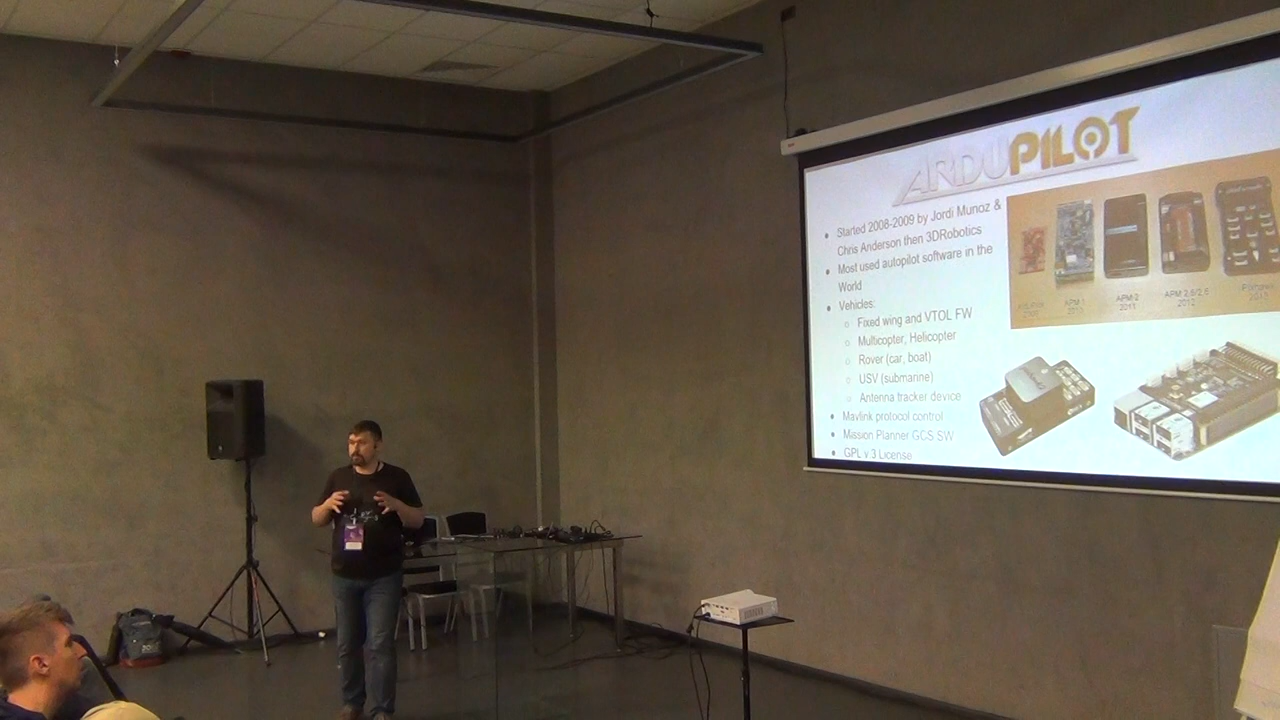 ARDUPILOT
Started 2008-2009 by Jordi Munoz &
Chris Anderson then 3DRobotics
Most used autopilot software in the
World
Vehicles:
Fixed wing and VTOL FW
Multicopter, Helicopter
Rover (car, boat)
USV (submarine)
Antenna tracker device
Mavlink protocol control
Mission Planner GCS SW
GPL v.3 License
APM 1
2010
APM 2
2011
APM 2.5/2.6
2012
Pixhawk